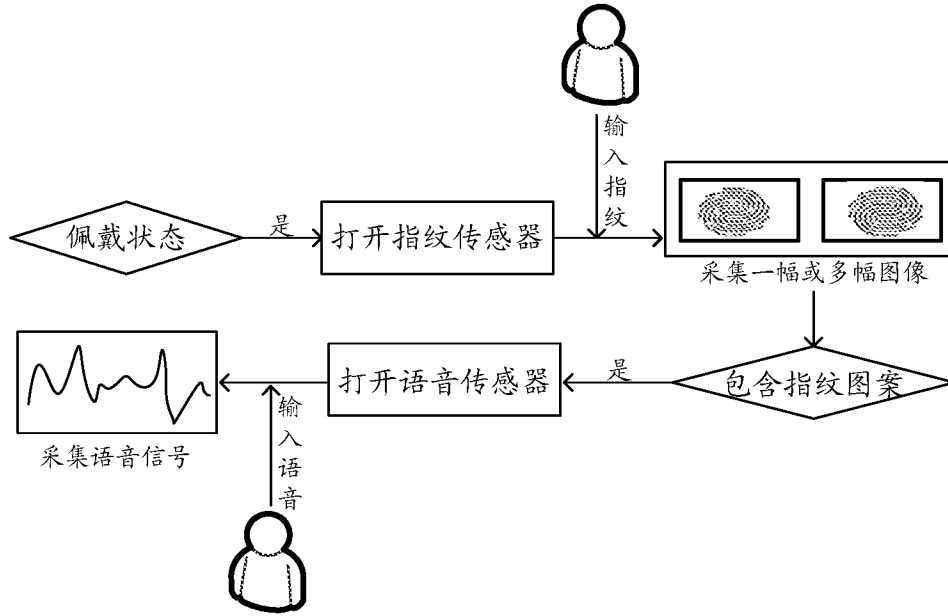 输入指纹
佩戴状态
是
打开指纹传感器
采集一幅或多幅图像
包含指纹图案
是
打开语音传感器
采集语音信号
输入语音